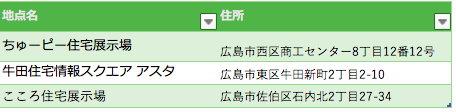 地点名 住所
ちゅーピー住宅展示場 広島市西区商工センター8丁目12番12号
牛田住宅情報スクエア アスタ 広島市東区牛田新町2丁目2-10
こころ住宅展示場 広島市佐伯区石内北2丁目27-34